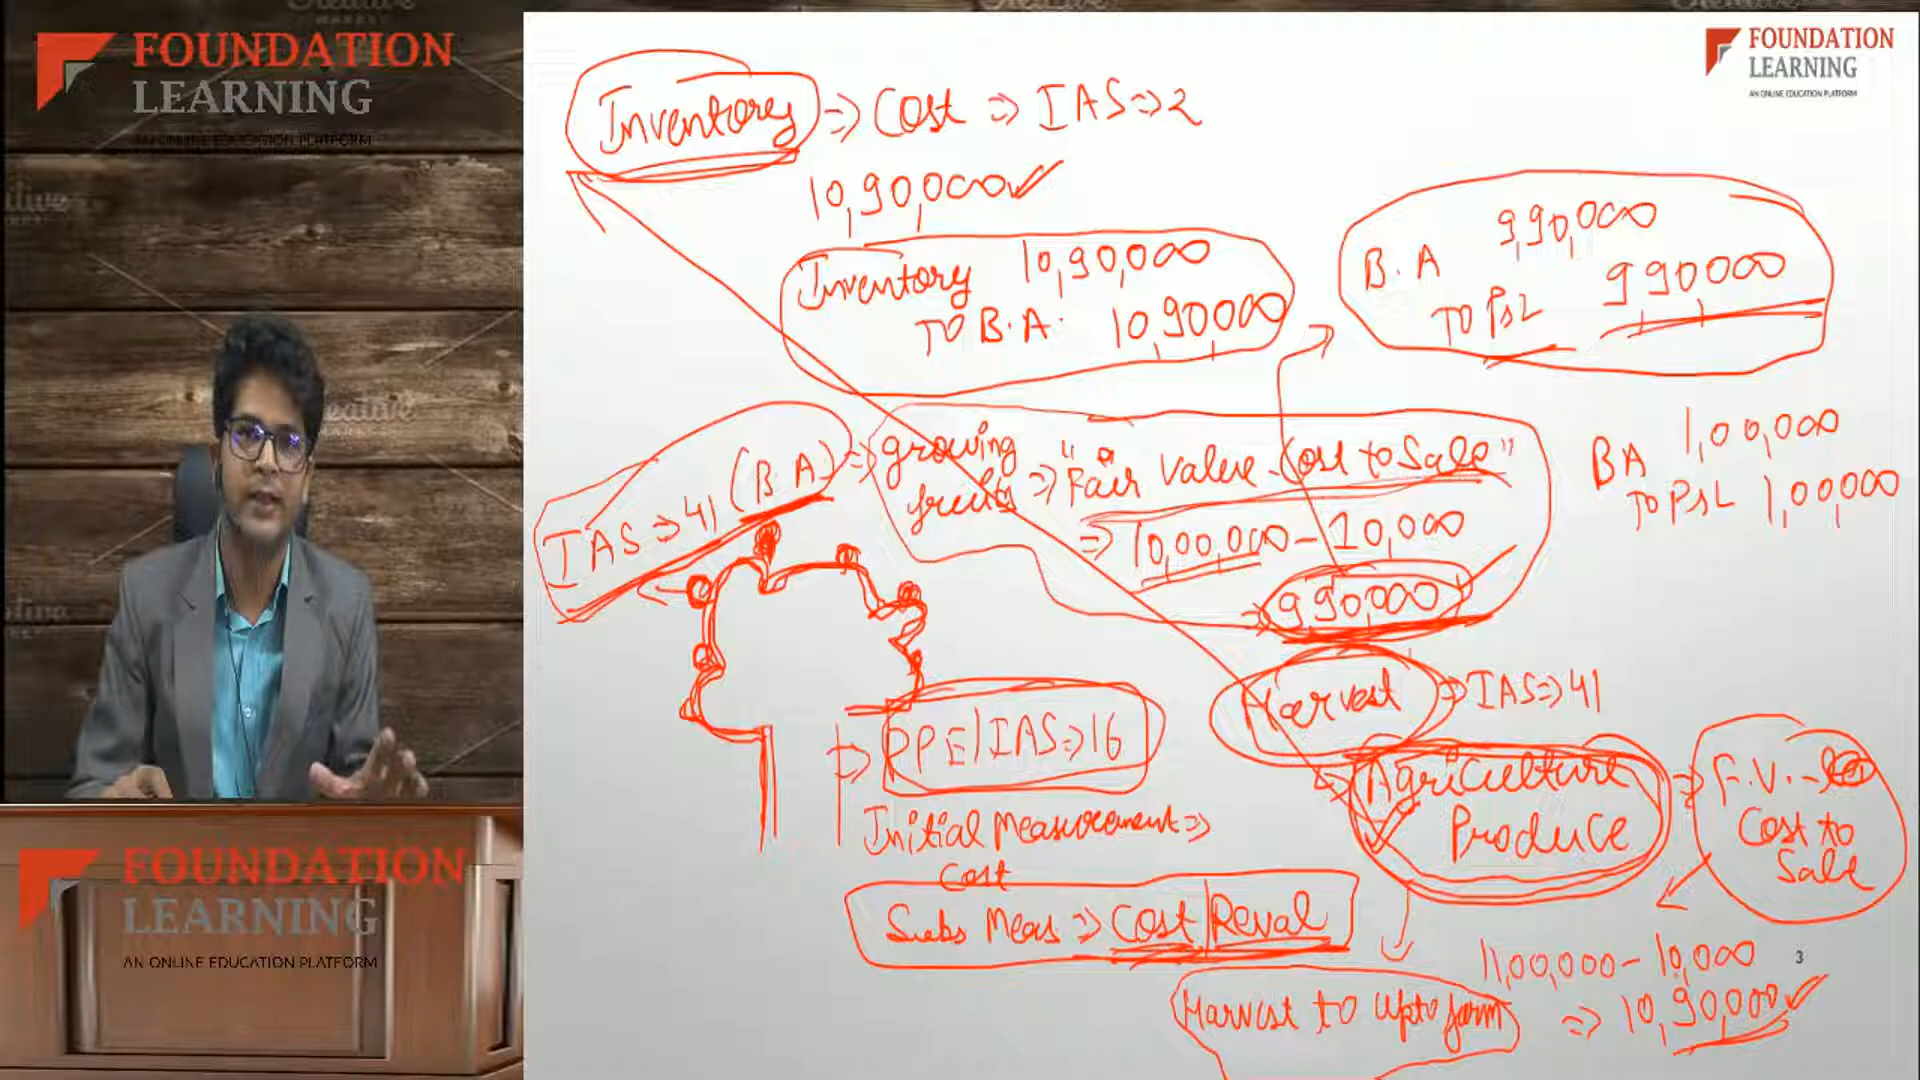 FOUNDATION
LEARNING
AN ONLINE EDUCATION PLATFORM
FOUNDATION
LEARNING
AN ONLINE EDUCATION PLATFORM
Inventory => Cost => IAS => 2
10,90,000
Inventory 10,90,000
TO B.A. 10,90,000
B.A 9,90,000
TO P&L 9,90,000
BA 1,00,000
TO P&L 1,00,000
IAS => 41 (B.A) => growing fruits => "Fair Value - Cost to Sale"
=> 10,00,000 - 10,000
=> 9,90,000
Harvest => IAS => 41
=> PPE/IAS => 16
Initial Measurement =>
Cost
Subs Meas => Cost/Reval
Agriculture
Produce
=> F.V. -
Cost to
Sale
Harvest to upto
11,00,000 - 10,000
=> 10,90,000
3
FOUNDATION
LEARNING
AN ONLINE EDUCATION PLATFORM